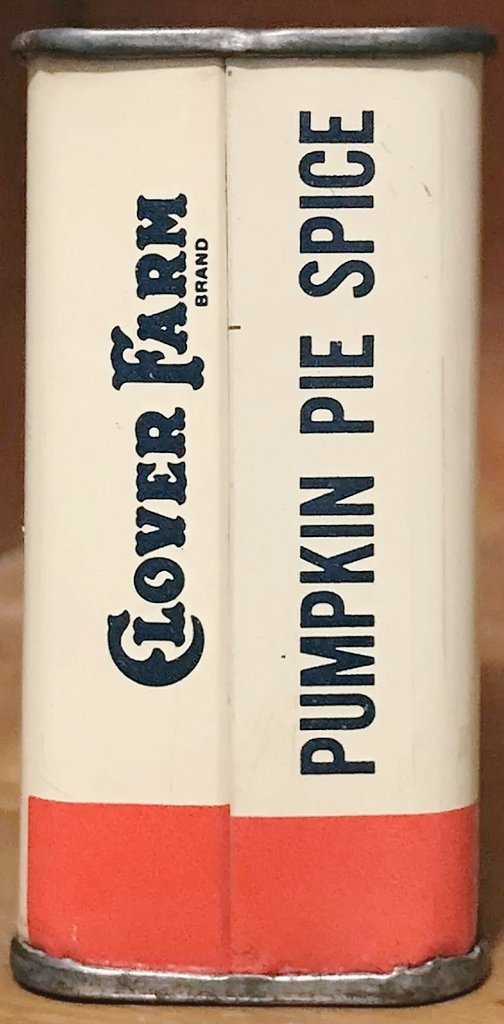 Clover Farm
BRAND
PUMPKIN PIE SPICE